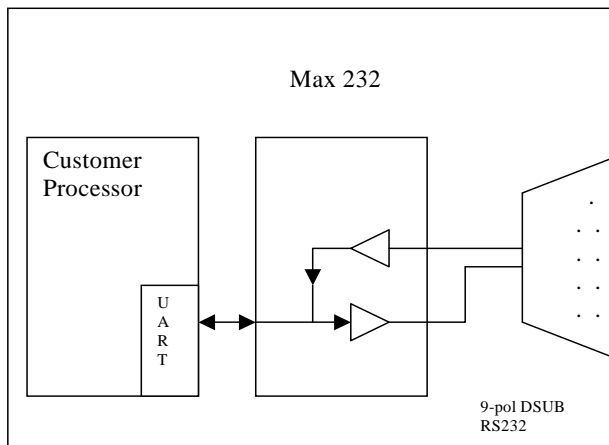 Max 232
Customer
Processor
U
A
R
T
9-pol DSUB
RS232